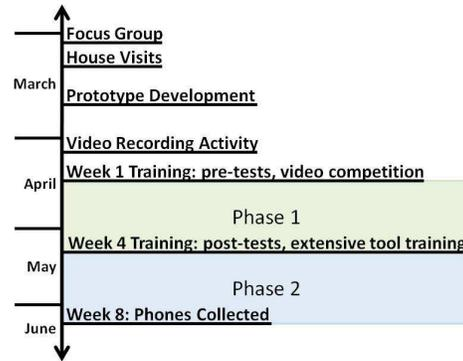 Focus Group
House Visits
March
Prototype Development
Video Recording Activity
Week 1 Training: pre-tests, video competition
April
Phase 1
Week 4 Training: post-tests, extensive tool training
May
Phase 2
Week 8: Phones Collected
June